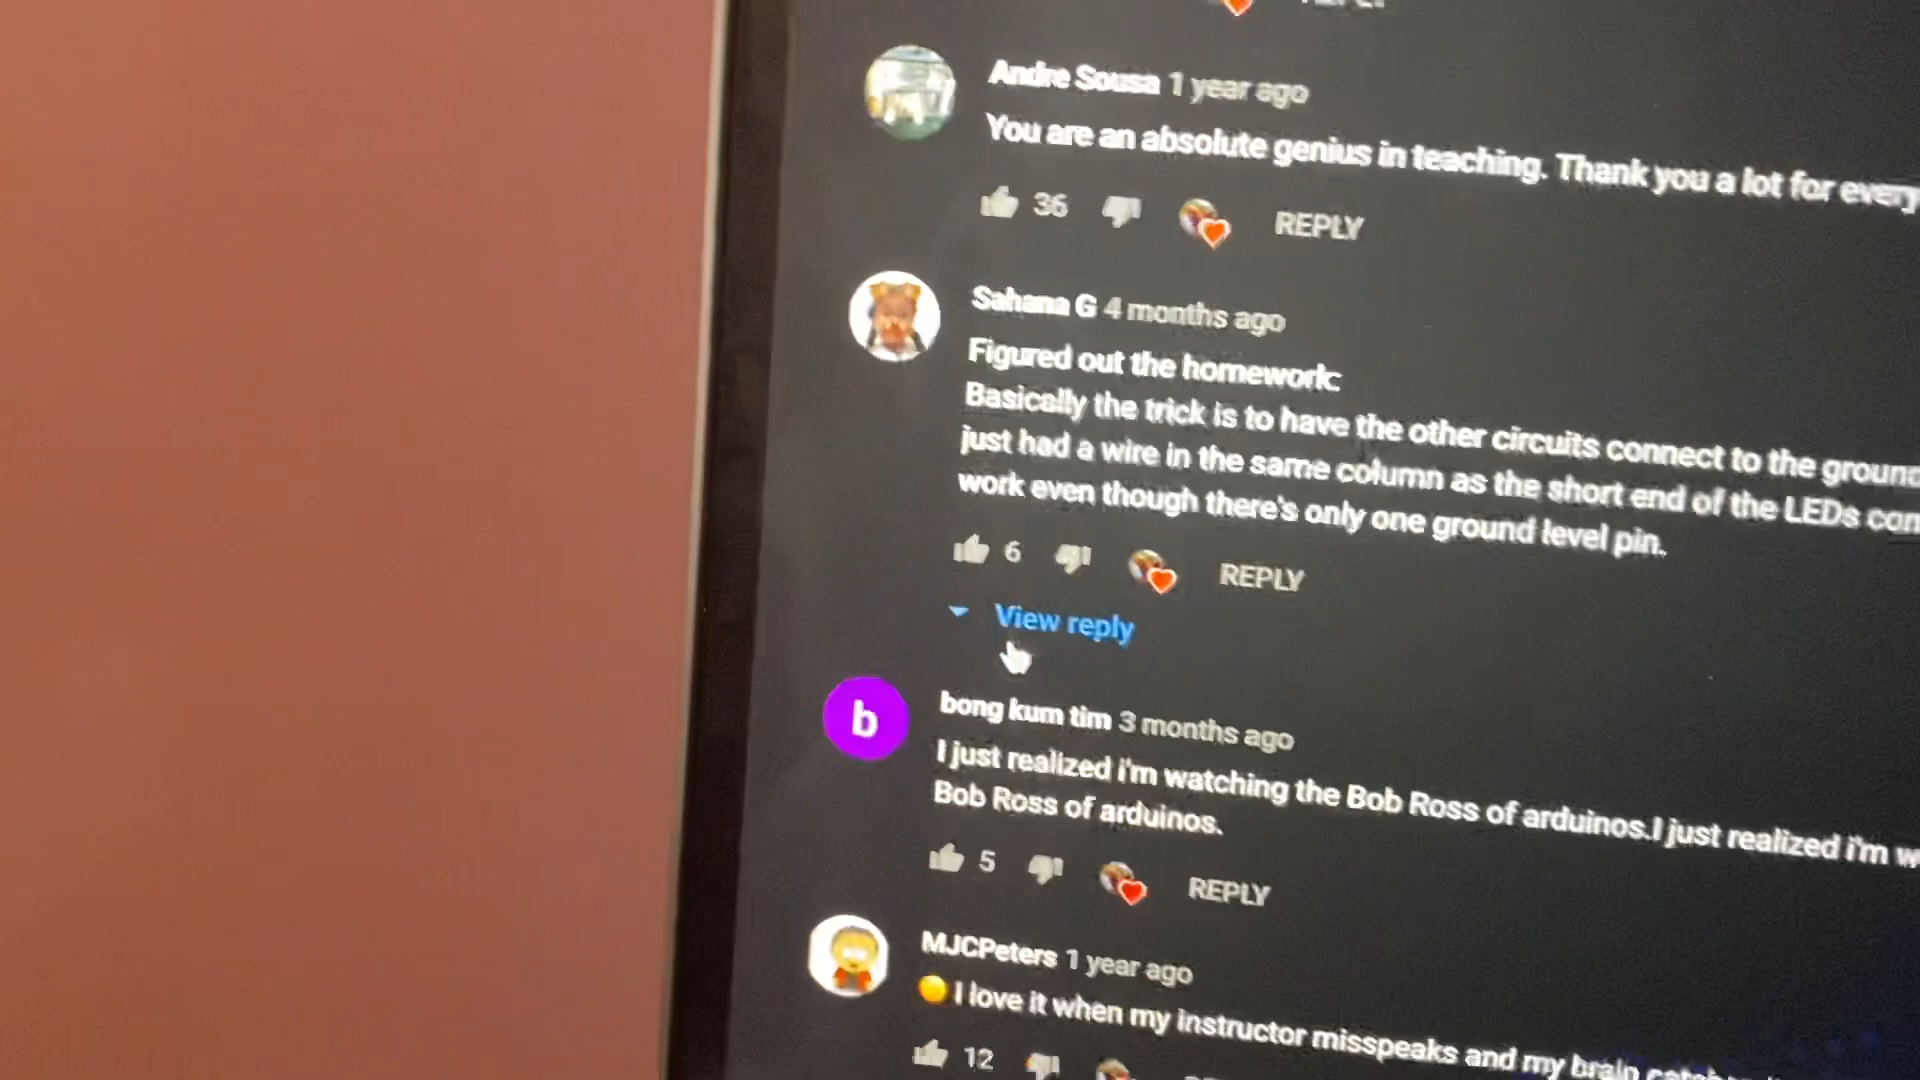 REPLY
Andre Sousa 1 year ago
You are an absolute genius in teaching. Thank you a lot for every
36 REPLY
Sahana G 4 months ago
Figured out the homework:
Basically the trick is to have the other circuits connect to the ground
just had a wire in the same column as the short end of the LEDs
work even though there's only one ground level pin.
6 REPLY
View reply
b
bong kum tim 3 months ago
I just realized i'm watching the Bob Ross of arduinos.I just realized i'm w
Bob Ross of arduinos.
5 REPLY
MJCPeters 1 year ago
I love it when my instructor misspeaks and my brain
12